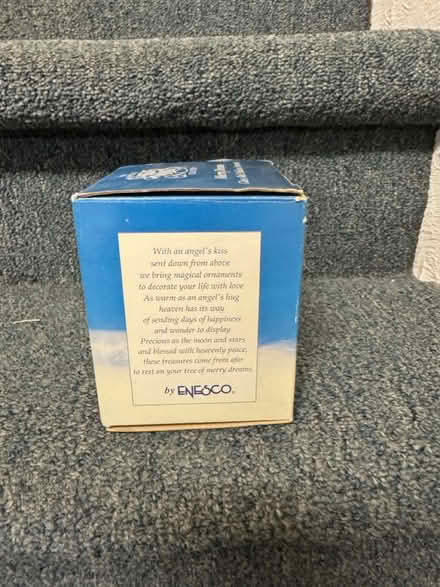 With an angel's kiss
sent down from above
we bring magical ornaments
to decorate your life with love
As warm as an angel's hug
heaven has its way
of sending days of happiness
and wonder to display
Precious as the moon and stars
and blessed with heavenly peace,
these treasures come from afar
to rest on your tree of merry dreams.
by ENESCO®